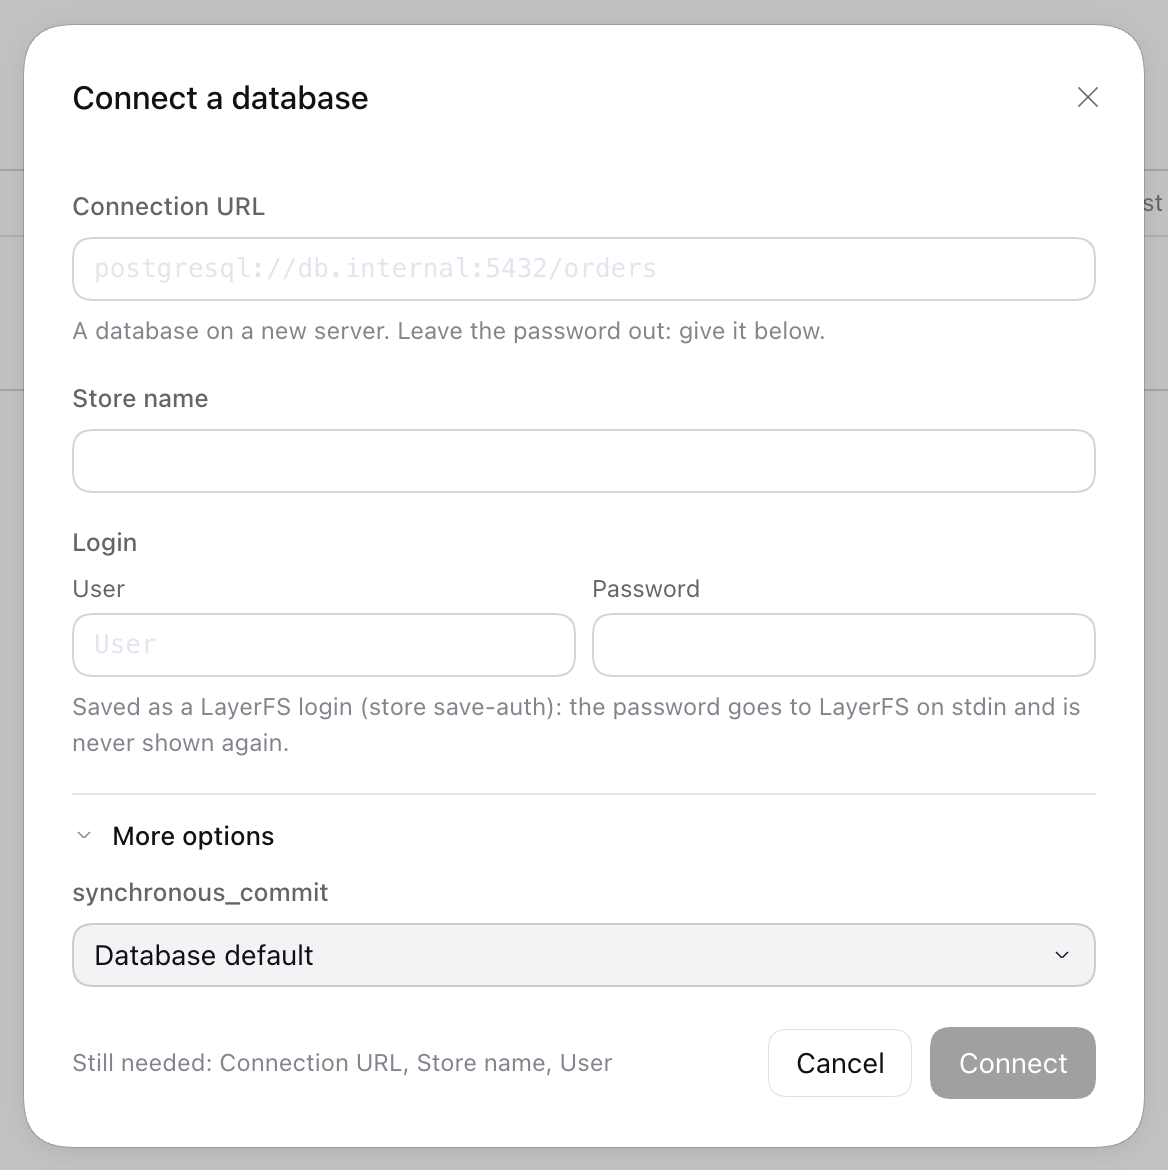 Connect a database
st
Connection URL
postgresql://db.internal:5432/orders
A database on a new server. Leave the password out: give it below.
Store name
Login
User
Password
User
Saved as a LayerFS login (store save-auth): the password goes to LayerFS on stdin and is
never shown again.
More options
synchronous_commit
Database default
Still needed: Connection URL, Store name, User
Cancel
Connect